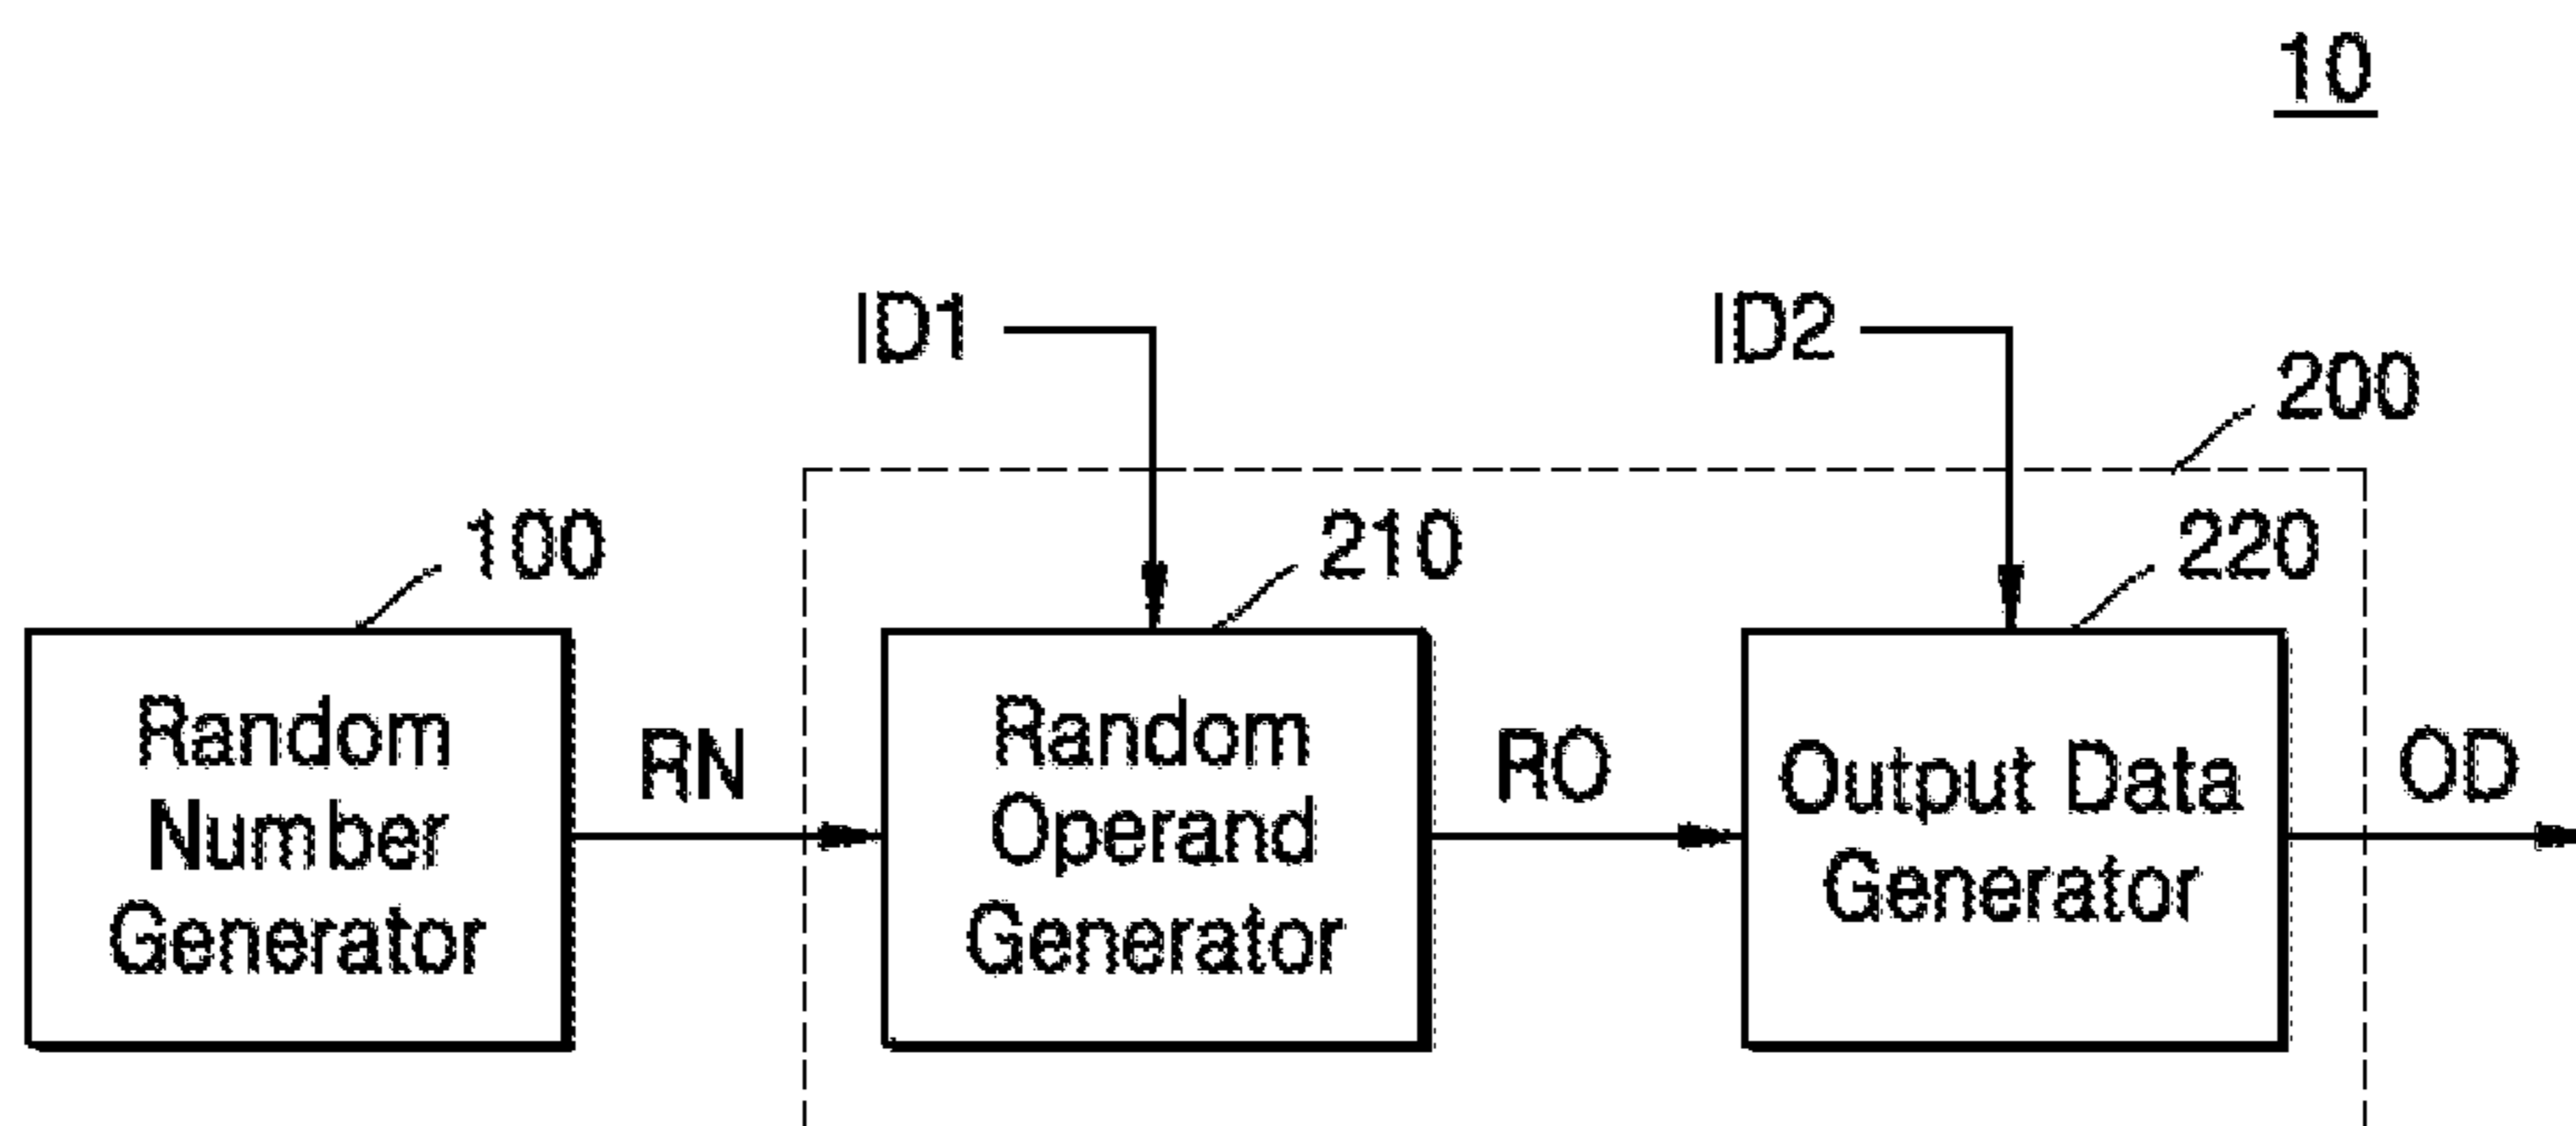 10
ID1
ID2
200
100
210
220
Random
Number
Generator
RN
Random
Operand
Generator
RO
Output Data
Generator
OD